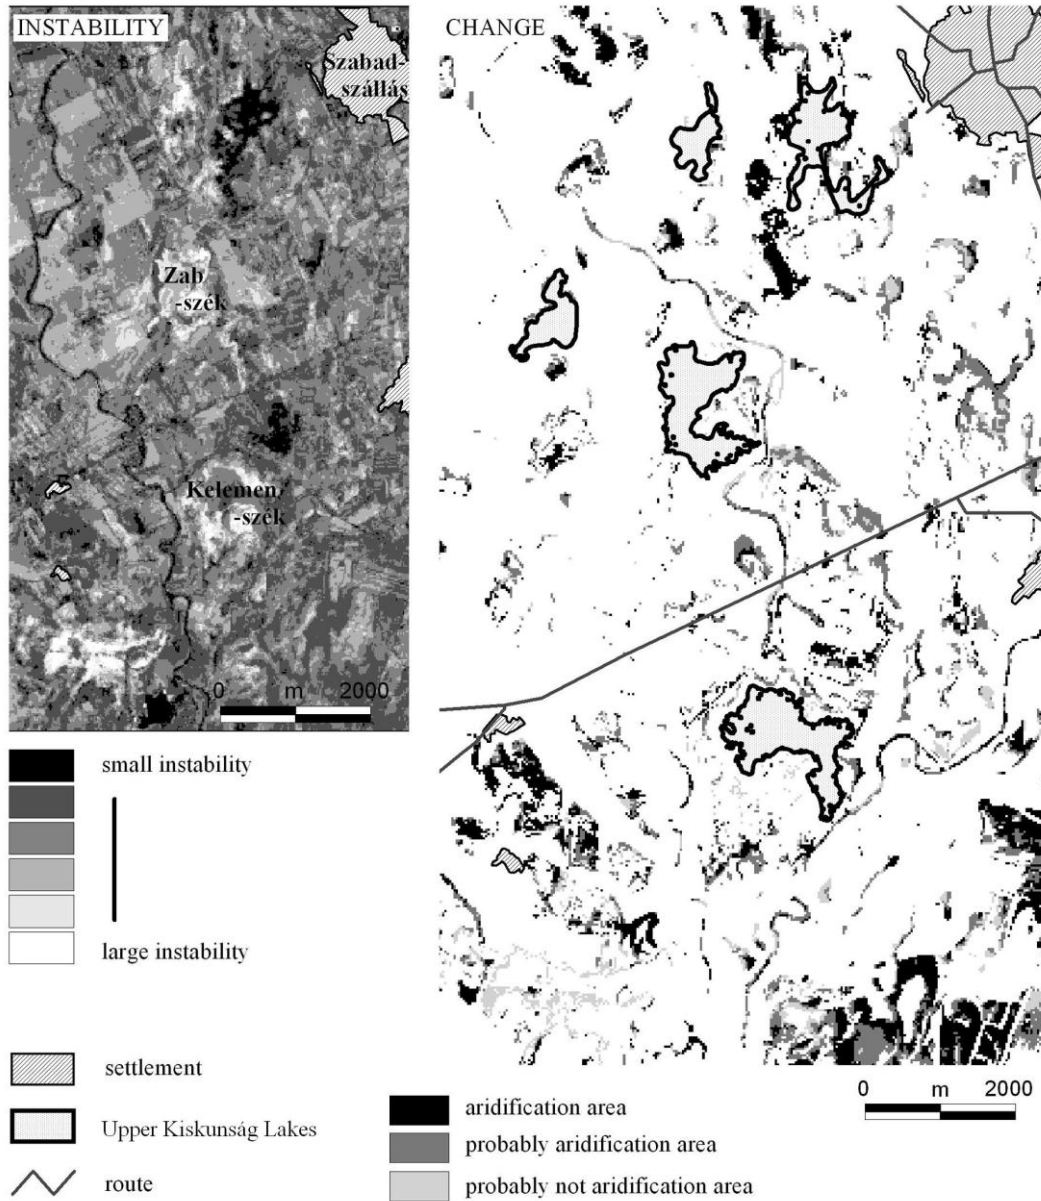 INSTABILITY
Szabad-
szállás
Zab
-szék
Kelemen
-szék
0 m 2000
CHANGE
small instability
large instability
settlement
Upper Kiskunság Lakes
route
0 m 2000
aridification area
probably aridification area
probably not aridification area